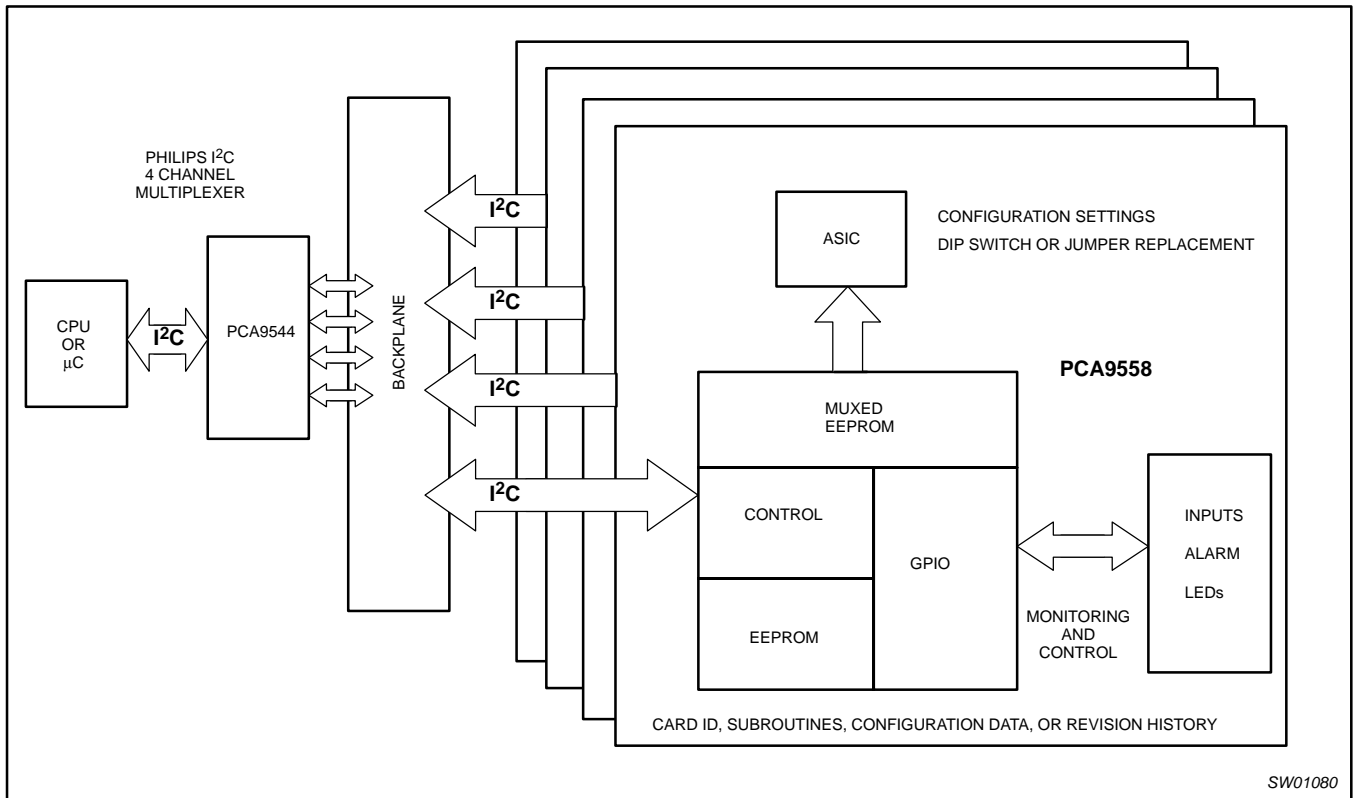 PHILIPS I²C
4 CHANNEL
MULTIPLEXER
CPU
OR
μC
I²C
PCA9544
BACKPLANE
I²C
I²C
I²C
I²C
ASIC
CONFIGURATION SETTINGS
DIP SWITCH OR JUMPER REPLACEMENT
PCA9558
MUXED
EEPROM
CONTROL
GPIO
EEPROM
MONITORING
AND
CONTROL
INPUTS
ALARM
LEDs
CARD ID, SUBROUTINES, CONFIGURATION DATA, OR REVISION HISTORY
SW01080